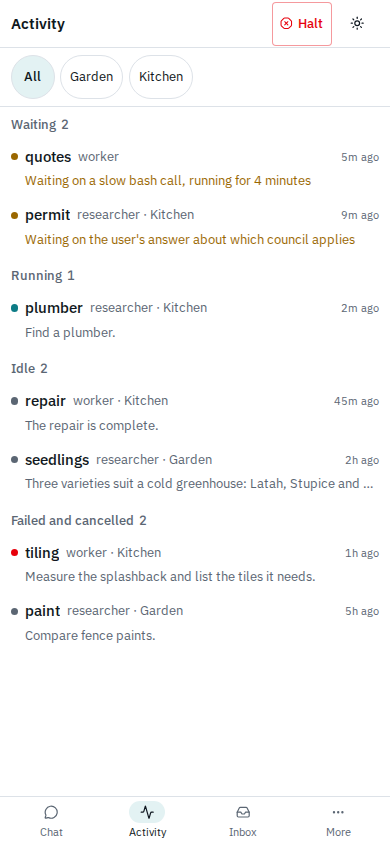 Activity
Halt
All
Garden
Kitchen
Waiting 2
quotes worker 5m ago
Waiting on a slow bash call, running for 4 minutes
permit researcher · Kitchen 9m ago
Waiting on the user's answer about which council applies
Running 1
plumber researcher · Kitchen 2m ago
Find a plumber.
Idle 2
repair worker · Kitchen 45m ago
The repair is complete.
seedlings researcher · Garden 2h ago
Three varieties suit a cold greenhouse: Latah, Stupice and ...
Failed and cancelled 2
tiling worker · Kitchen 1h ago
Measure the splashback and list the tiles it needs.
paint researcher · Garden 5h ago
Compare fence paints.
Chat
Activity
Inbox
More